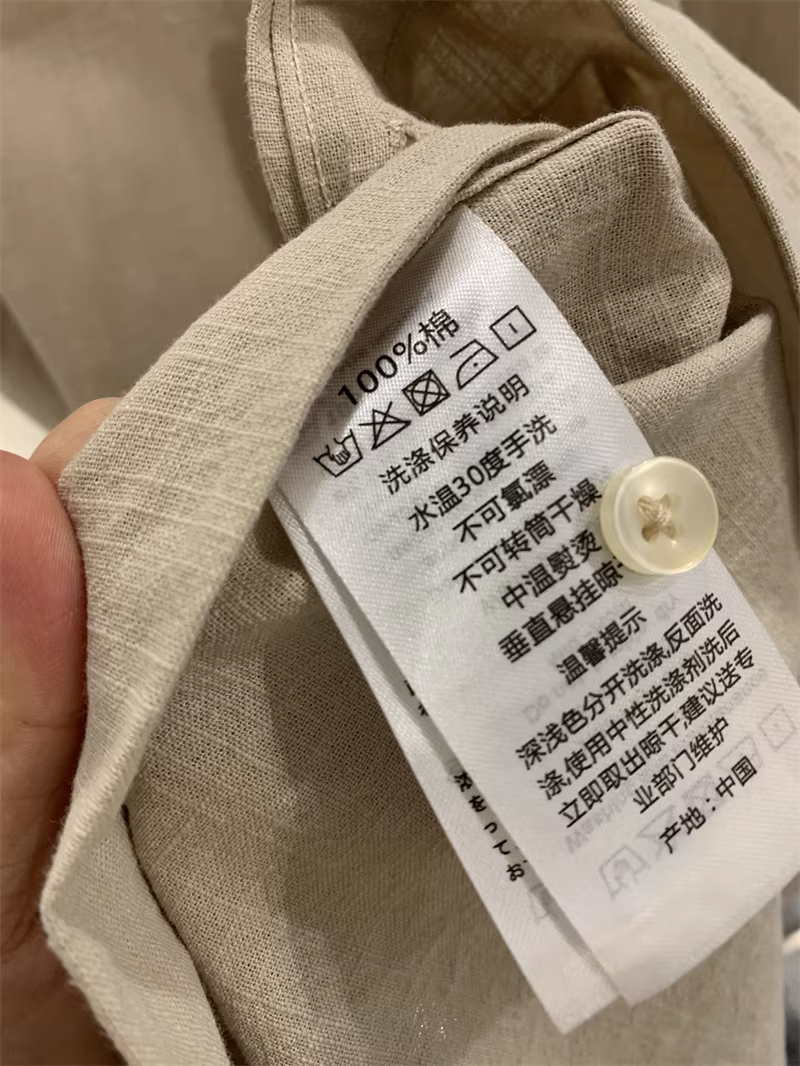 100%棉
洗涤保养说明
水温30度手洗
不可氯漂
不可转筒干燥
中温熨烫
垂直悬挂晾
温馨提示
深浅色分开洗涤,反面洗
涤,使用中性洗涤剂洗后
立即取出晾干,建议送专
业部门维护
产地:中国
をってお